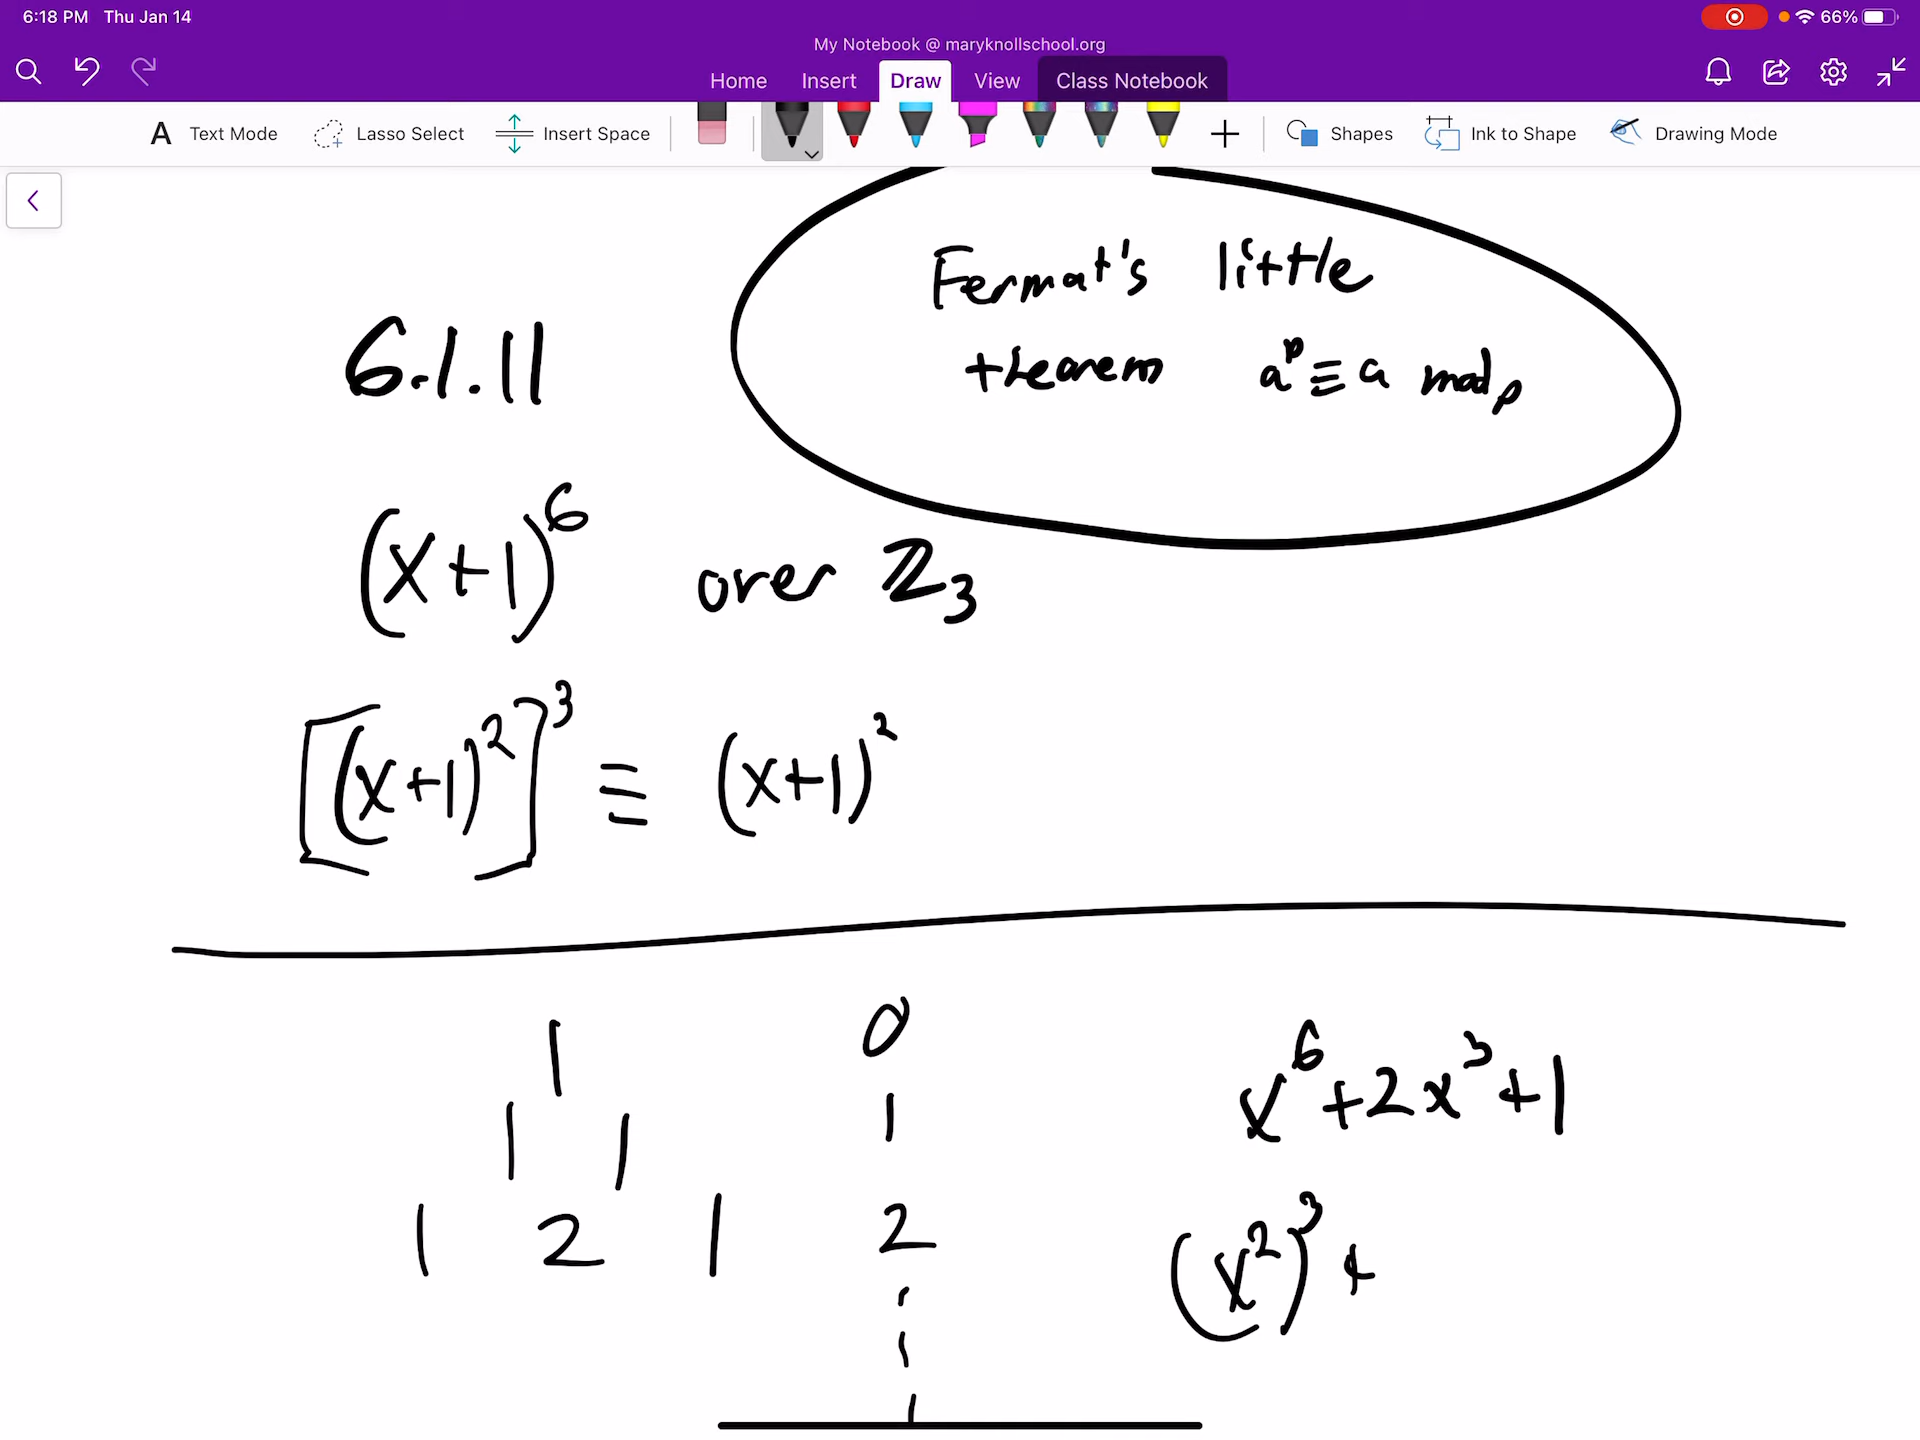 6:18 PM Thu Jan 14
66%
My Notebook @ maryknollschool.org
Home Insert Draw View Class Notebook
A Text Mode Lasso Select Insert Space Shapes Ink to Shape Drawing Mode
Fermat's little
theorem a^p ≡ a mod p
6.1.11
(x+1)^6 over ℤ_3
[(x+1)^2]^3 ≡ (x+1)^2
1 0
1 1 1
1 2 1 2
x^6+2x^3+1
(x^2)^3+